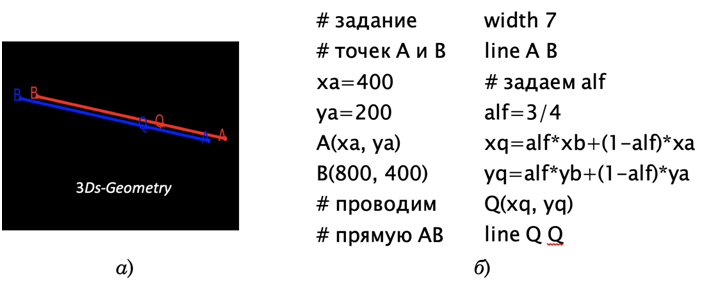 B B
Q Q
A A
3Ds-Geometry
а)
# задание
# точек A и B
xa=400
ya=200
A(xa, ya)
B(800, 400)
# проводим
# прямую AB
width 7
line A B
# задаем alf
alf=3/4
xq=alf*xb+(1-alf)*xa
yq=alf*yb+(1-alf)*ya
Q(xq, yq)
line Q Q
б)